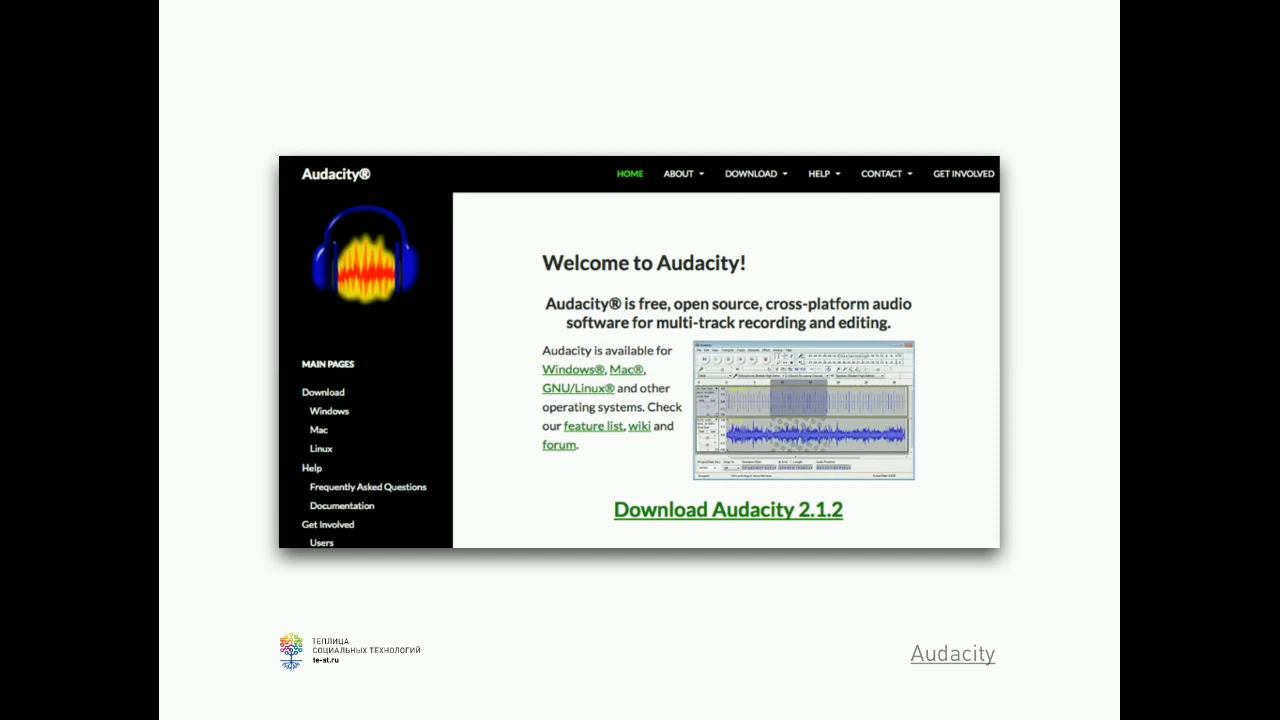 Audacity®
HOME ABOUT DOWNLOAD HELP CONTACT GET INVOLVED
MAIN PAGES
Download
Windows
Mac
Linux
Help
Frequently Asked Questions
Documentation
Get Involved
Users
Welcome to Audacity!
Audacity® is free, open source, cross-platform audio
software for multi-track recording and editing.
Audacity is available for
Windows®, Mac®,
GNU/Linux® and other
operating systems. Check
our feature list, wiki and
forum.
Download Audacity 2.1.2
ТЕПЛИЦА
СОЦИАЛЬНЫХ ТЕХНОЛОГИЙ
te-st.ru
Audacity